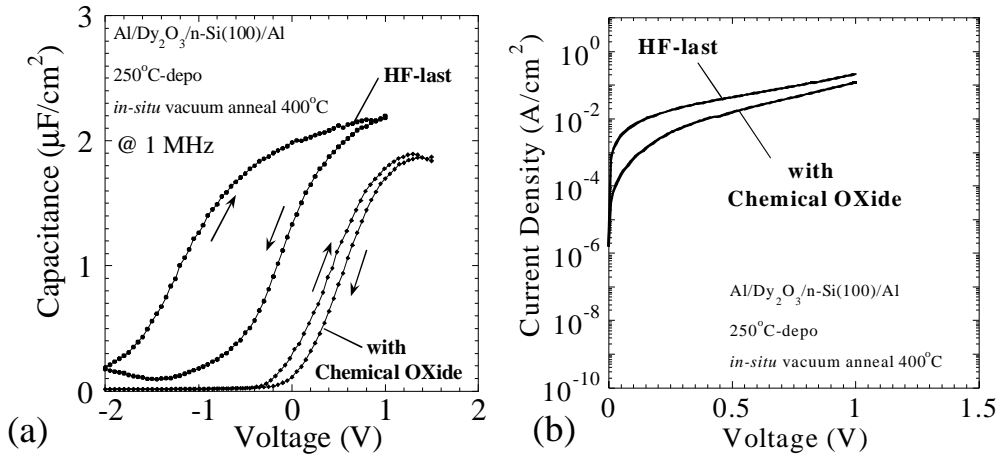 Al/Dy₂O₃/n-Si(100)/Al
250°C-depo
in-situ vacuum anneal 400°C
@ 1 MHz
HF-last
with
Chemical OXide
Capacitance (μF/cm²)
3
2
1
0
-2
-1
0
1
2
Voltage (V)
(a)
HF-last
with
Chemical OXide
Al/Dy₂O₃/n-Si(100)/Al
250°C-depo
in-situ vacuum anneal 400°C
Current Density (A/cm²)
10⁰
10⁻²
10⁻⁴
10⁻⁶
10⁻⁸
10⁻¹⁰
0
0.5
1
1.5
Voltage (V)
(b)